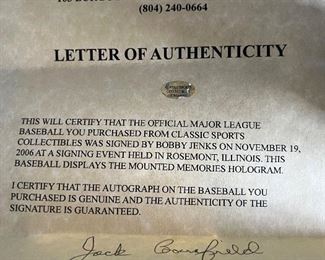 (804) 240-0664
LETTER OF AUTHENTICITY
THIS WILL CERTIFY THAT THE OFFICIAL MAJOR LEAGUE
BASEBALL YOU PURCHASED FROM CLASSIC SPORTS
COLLECTIBLES WAS SIGNED BY BOBBY JENKS ON NOVEMBER 19,
2006 AT A SIGNING EVENT HELD IN ROSEMONT, ILLINOIS. THIS
BASEBALL DISPLAYS THE MOUNTED MEMORIES HOLOGRAM.
I CERTIFY THAT THE AUTOGRAPH ON THE BASEBALL YOU
PURCHASED IS GENUINE AND THE AUTHENTICITY OF THE
SIGNATURE IS GUARANTEED.
Jack